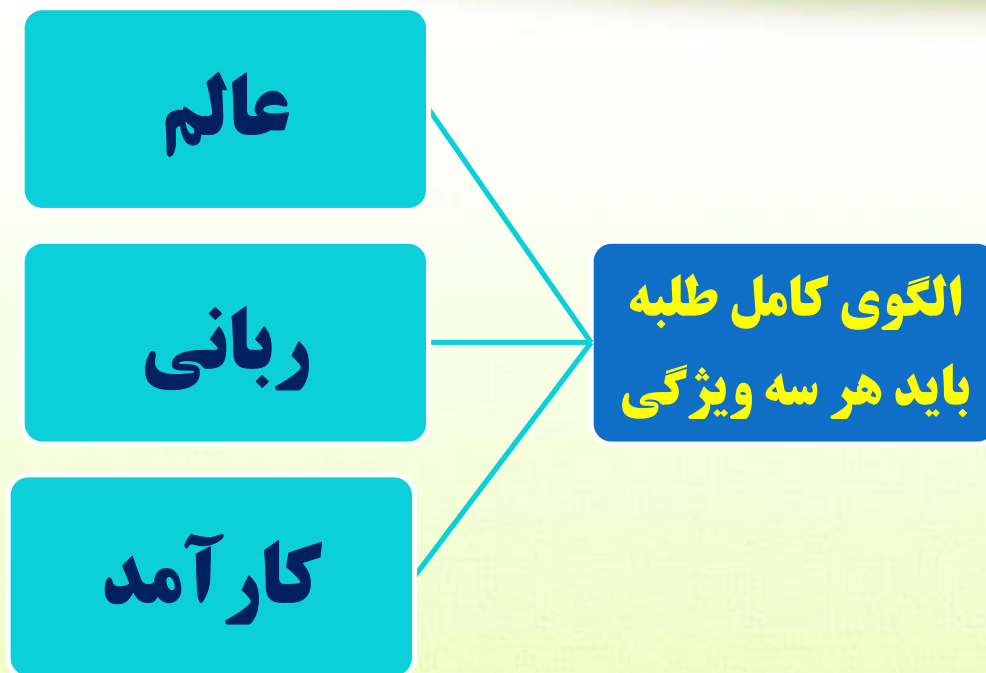 الگوی کامل طلبه
باید هر سه ویژگی
عالم
ربانی
کارآمد